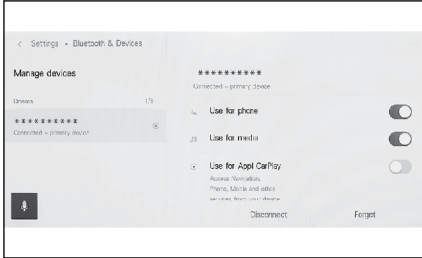 < Settings • Bluetooth & Devices
Manage devices
Devices 1/5
**********
Connected – primary device
**********
Connected – primary device
Use for phone
Use for media
Use for Appl CarPlay
Access Navigation,
Phone, Media and other
services from your device
Disconnect Forget